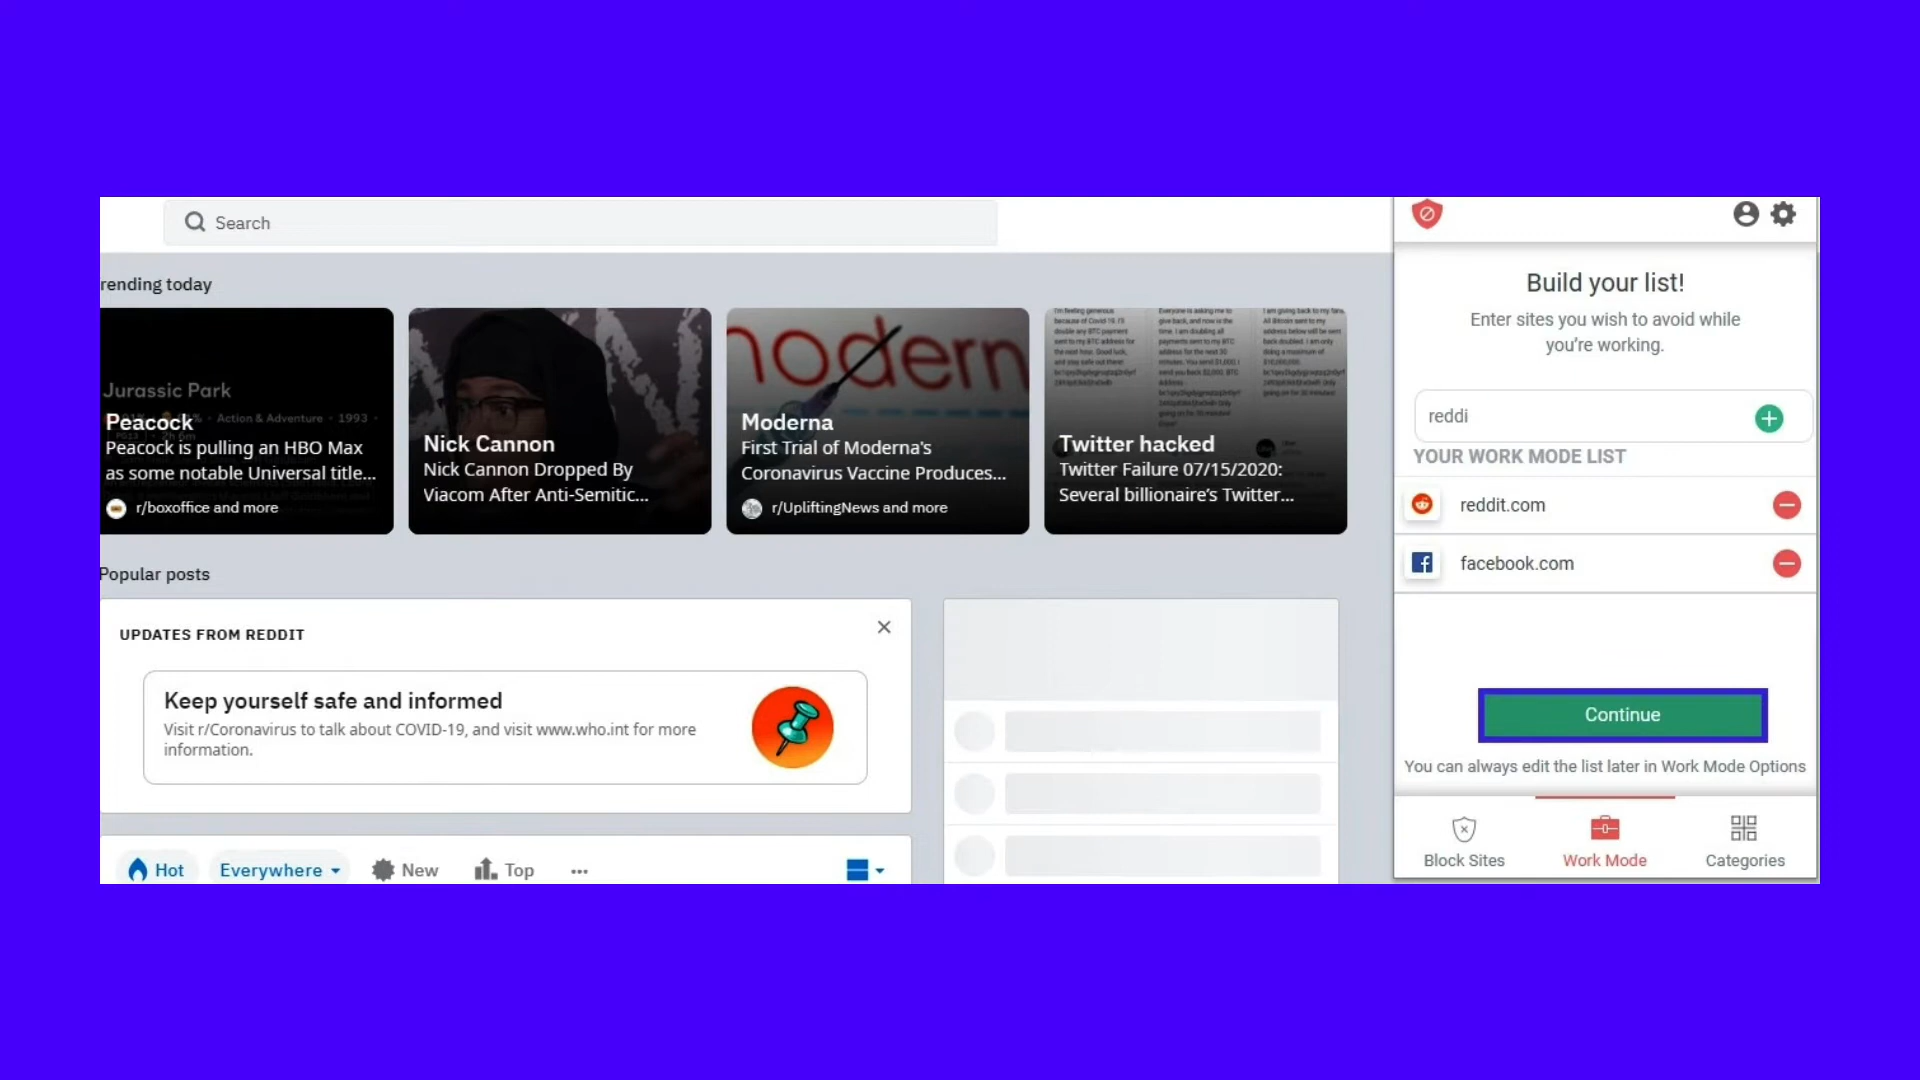 Search
rending today
Jurassic Park
Action & Adventure • 1993 •
Peacock
Peacock is pulling an HBO Max
as some notable Universal title...
r/boxoffice and more
Nick Cannon
Nick Cannon Dropped By
Viacom After Anti-Semitic...
modern
Moderna
First Trial of Moderna's
Coronavirus Vaccine Produces...
r/UpliftingNews and more
Twitter hacked
Twitter Failure 07/15/2020:
Several billionaire's Twitter...
Popular posts
UPDATES FROM REDDIT
Keep yourself safe and informed
Visit r/Coronavirus to talk about COVID-19, and visit www.who.int for more
information.
Hot
Everywhere
New
Top
...
Build your list!
Enter sites you wish to avoid while
you're working.
reddi
YOUR WORK MODE LIST
reddit.com
facebook.com
Continue
You can always edit the list later in Work Mode Options
Block Sites
Work Mode
Categories